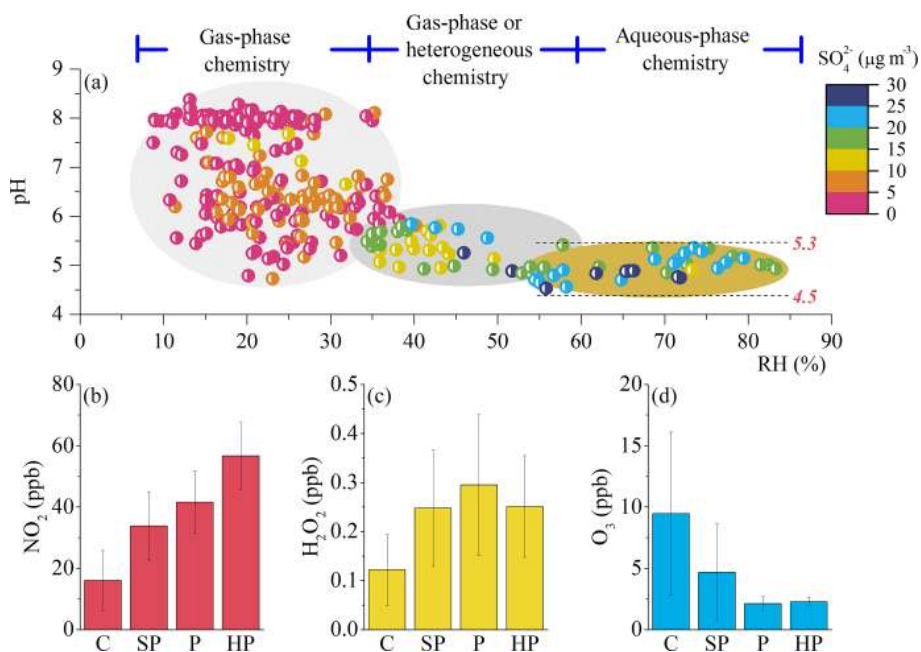 Gas-phase
chemistry
Gas-phase or
heterogeneous
chemistry
Aqueous-phase
chemistry
SO₄²⁻ (μg m⁻³)
30
25
20
15
10
5
0
(a)
9
8
7
6
5
4
pH
5.3
4.5
0 10 20 30 40 50 60 70 80 90
RH (%)
(b)
80
60
40
20
0
NO₂ (ppb)
C SP P HP
(c)
0.5
0.4
0.3
0.2
0.1
0.0
H₂O₂ (ppb)
C SP P HP
(d)
20
15
10
5
0
O₃ (ppb)
C SP P HP